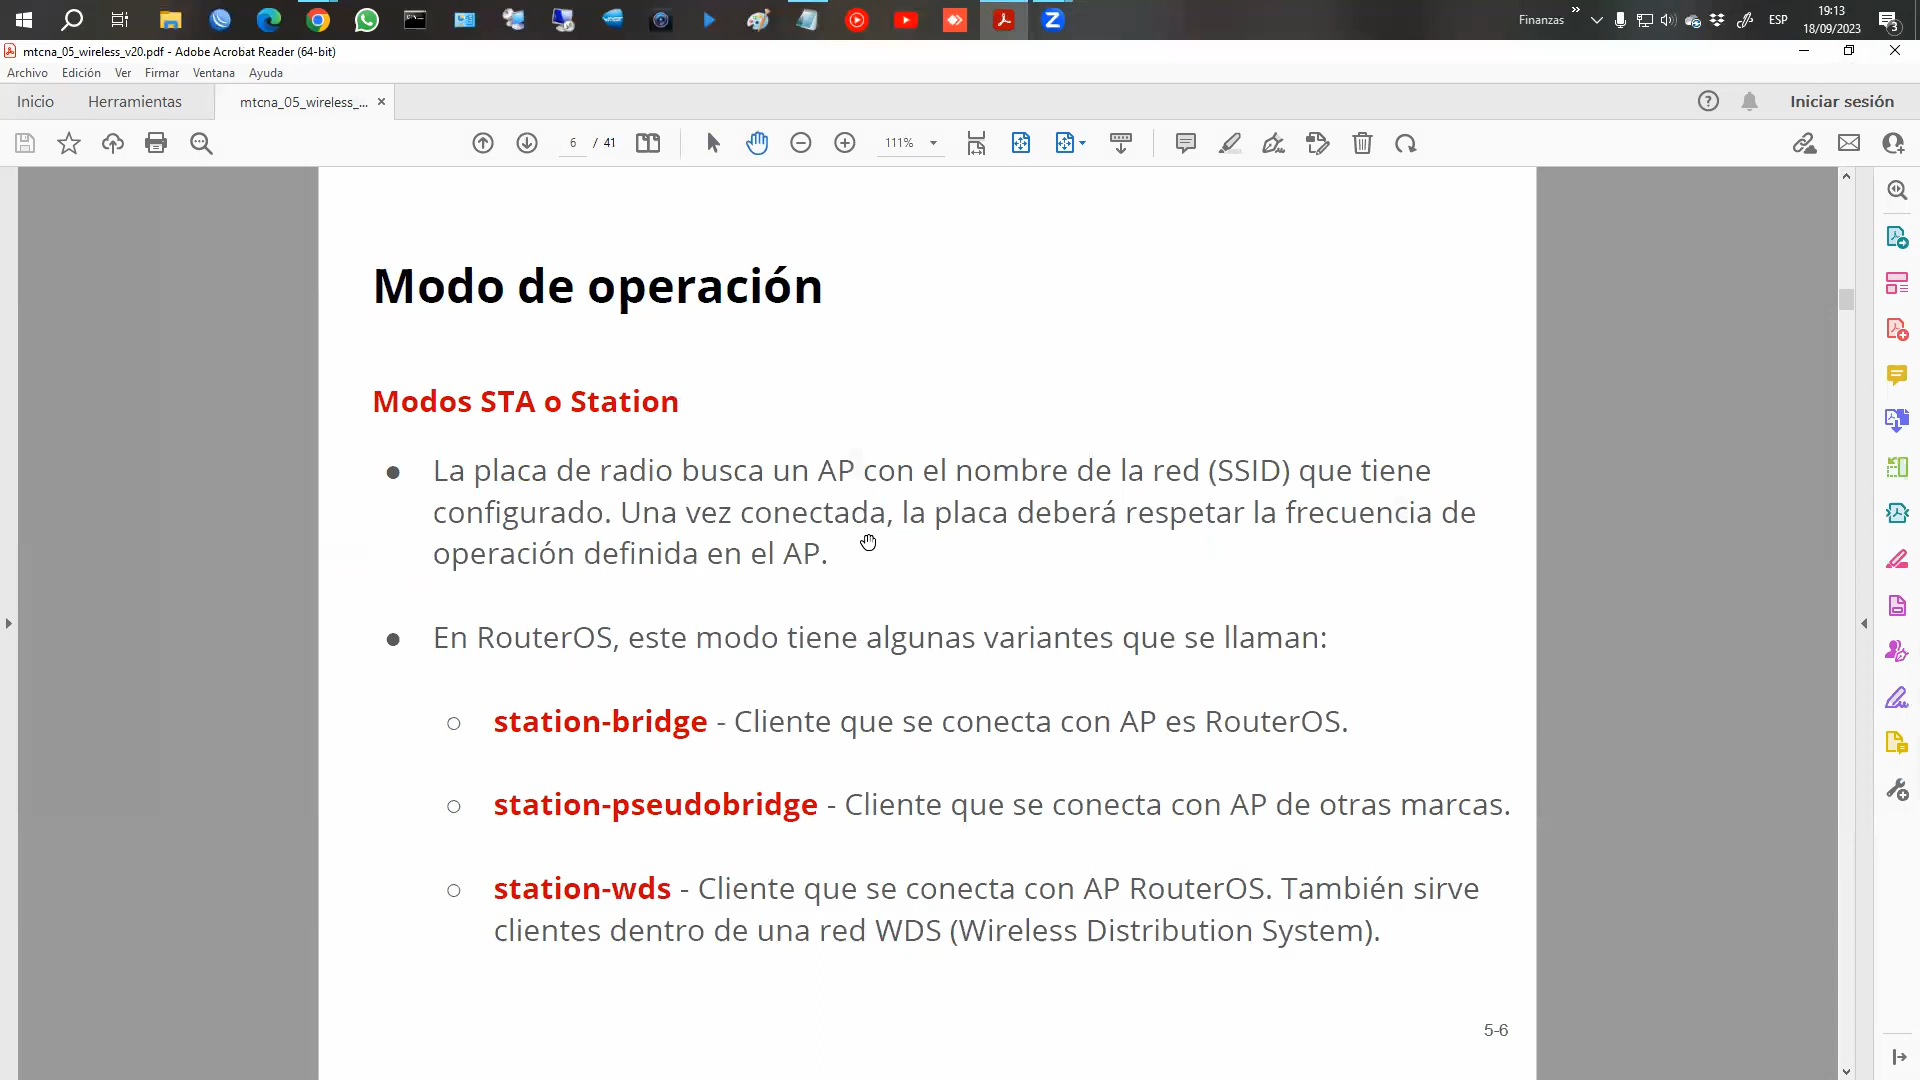 Finanzas
»
ESP
19:13
18/09/2023
3
mtcna_05_wireless_v20.pdf - Adobe Acrobat Reader (64-bit)
Archivo Edición Ver Firmar Ventana Ayuda
Inicio Herramientas mtcna_05_wireless_... × Iniciar sesión
6 / 41 111%
Modo de operación
Modos STA o Station
● La placa de radio busca un AP con el nombre de la red (SSID) que tiene
configurado. Una vez conectada, la placa deberá respetar la frecuencia de
operación definida en el AP.
● En RouterOS, este modo tiene algunas variantes que se llaman:
○ station-bridge - Cliente que se conecta con AP es RouterOS.
○ station-pseudobridge - Cliente que se conecta con AP de otras marcas.
○ station-wds - Cliente que se conecta con AP RouterOS. También sirve
clientes dentro de una red WDS (Wireless Distribution System).
5-6